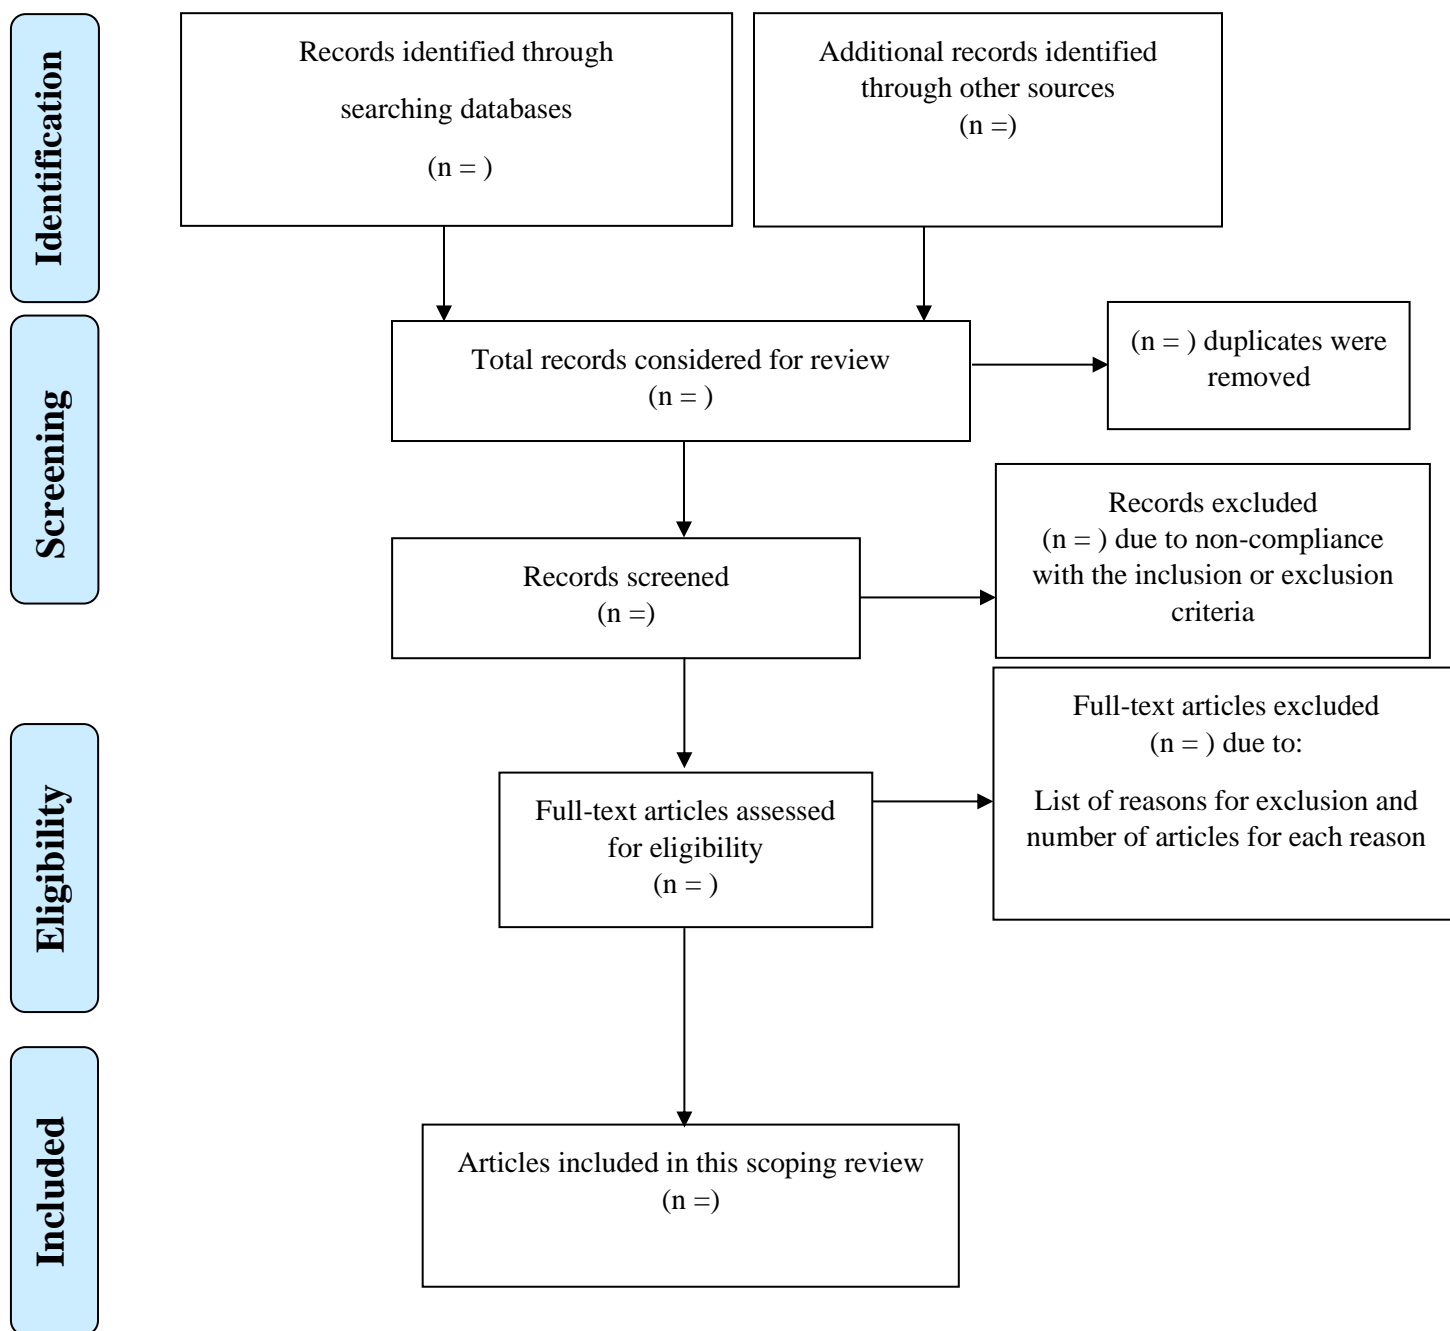 Identification
Records identified through
searching databases
(n = )
Additional records identified
through other sources
(n =)
Screening
Total records considered for review
(n = )
(n = ) duplicates were
removed
Records screened
(n =)
Records excluded
(n = ) due to non-compliance
with the inclusion or exclusion
criteria
Eligibility
Full-text articles assessed
for eligibility
(n = )
Full-text articles excluded
(n = ) due to:
List of reasons for exclusion and
number of articles for each reason
Included
Articles included in this scoping review
(n =)